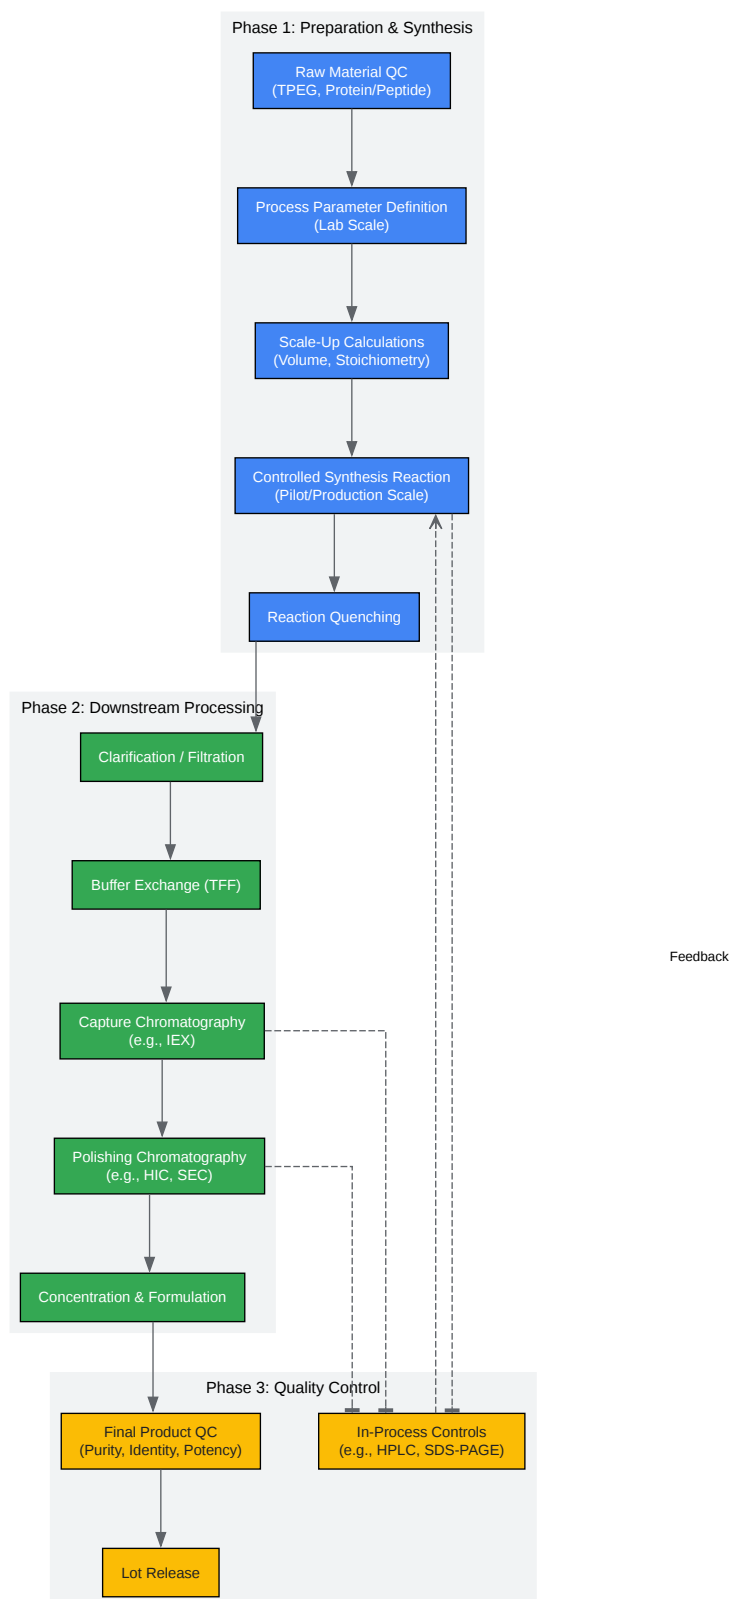 Phase 1: Preparation & Synthesis
Raw Material QC
(TPEG, Protein/Peptide)
Process Parameter Definition
(Lab Scale)
Scale-Up Calculations
(Volume, Stoichiometry)
Controlled Synthesis Reaction
(Pilot/Production Scale)
Reaction Quenching
Phase 2: Downstream Processing
Clarification / Filtration
Buffer Exchange (TFF)
Feedback
Capture Chromatography
(e.g., IEX)
Polishing Chromatography
(e.g., HIC, SEC)
Concentration & Formulation
Phase 3: Quality Control
Final Product QC
(Purity, Identity, Potency)
In-Process Controls
(e.g., HPLC, SDS-PAGE)
Lot Release